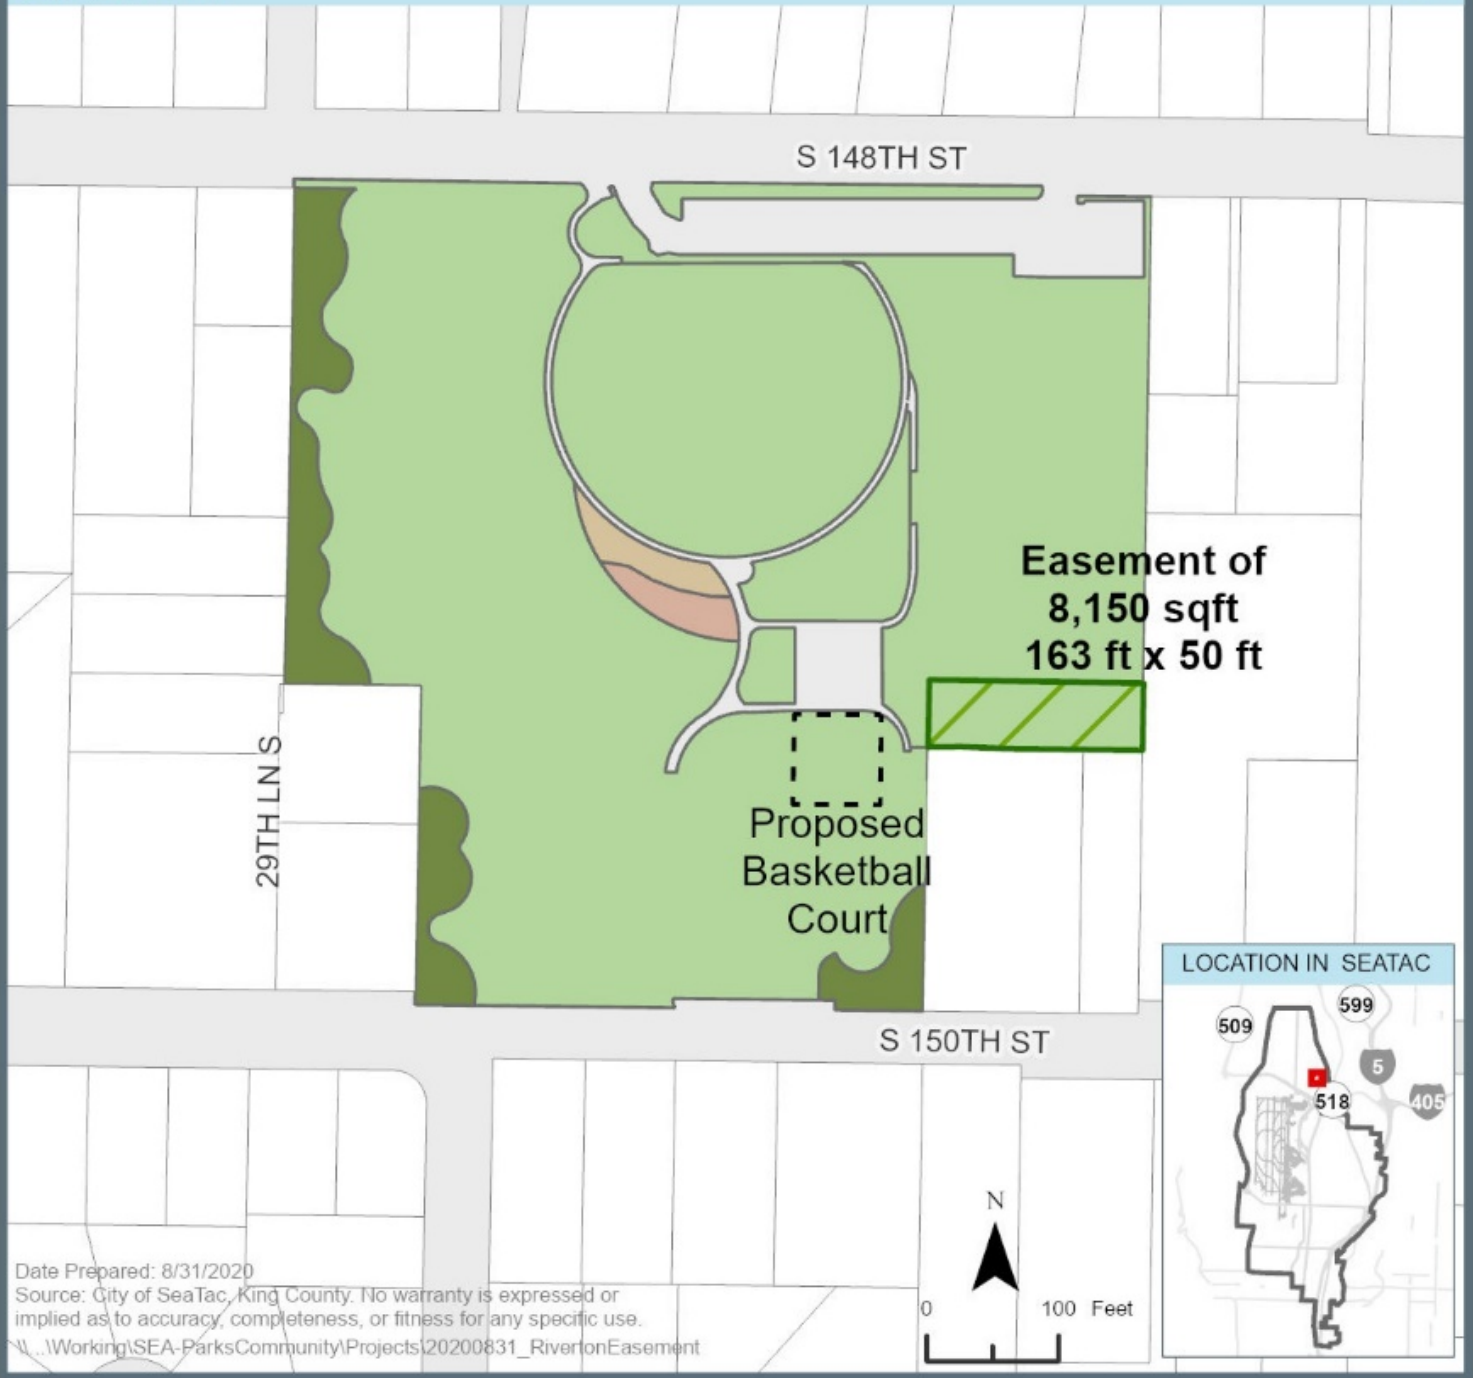 S 148TH ST
Easement of
8,150 sqft
163 ft x 50 ft
29TH LN S
Proposed
Basketball
Court
S 150TH ST
LOCATION IN SEATAC
509
599
5
518
405
N
0 100 Feet
Date Prepared: 8/31/2020
Source: City of SeaTac, King County. No warranty is expressed or
implied as to accuracy, completeness, or fitness for any specific use.
\\...\Working\SEA-ParksCommunity\Projects\20200831_RivertonEasement